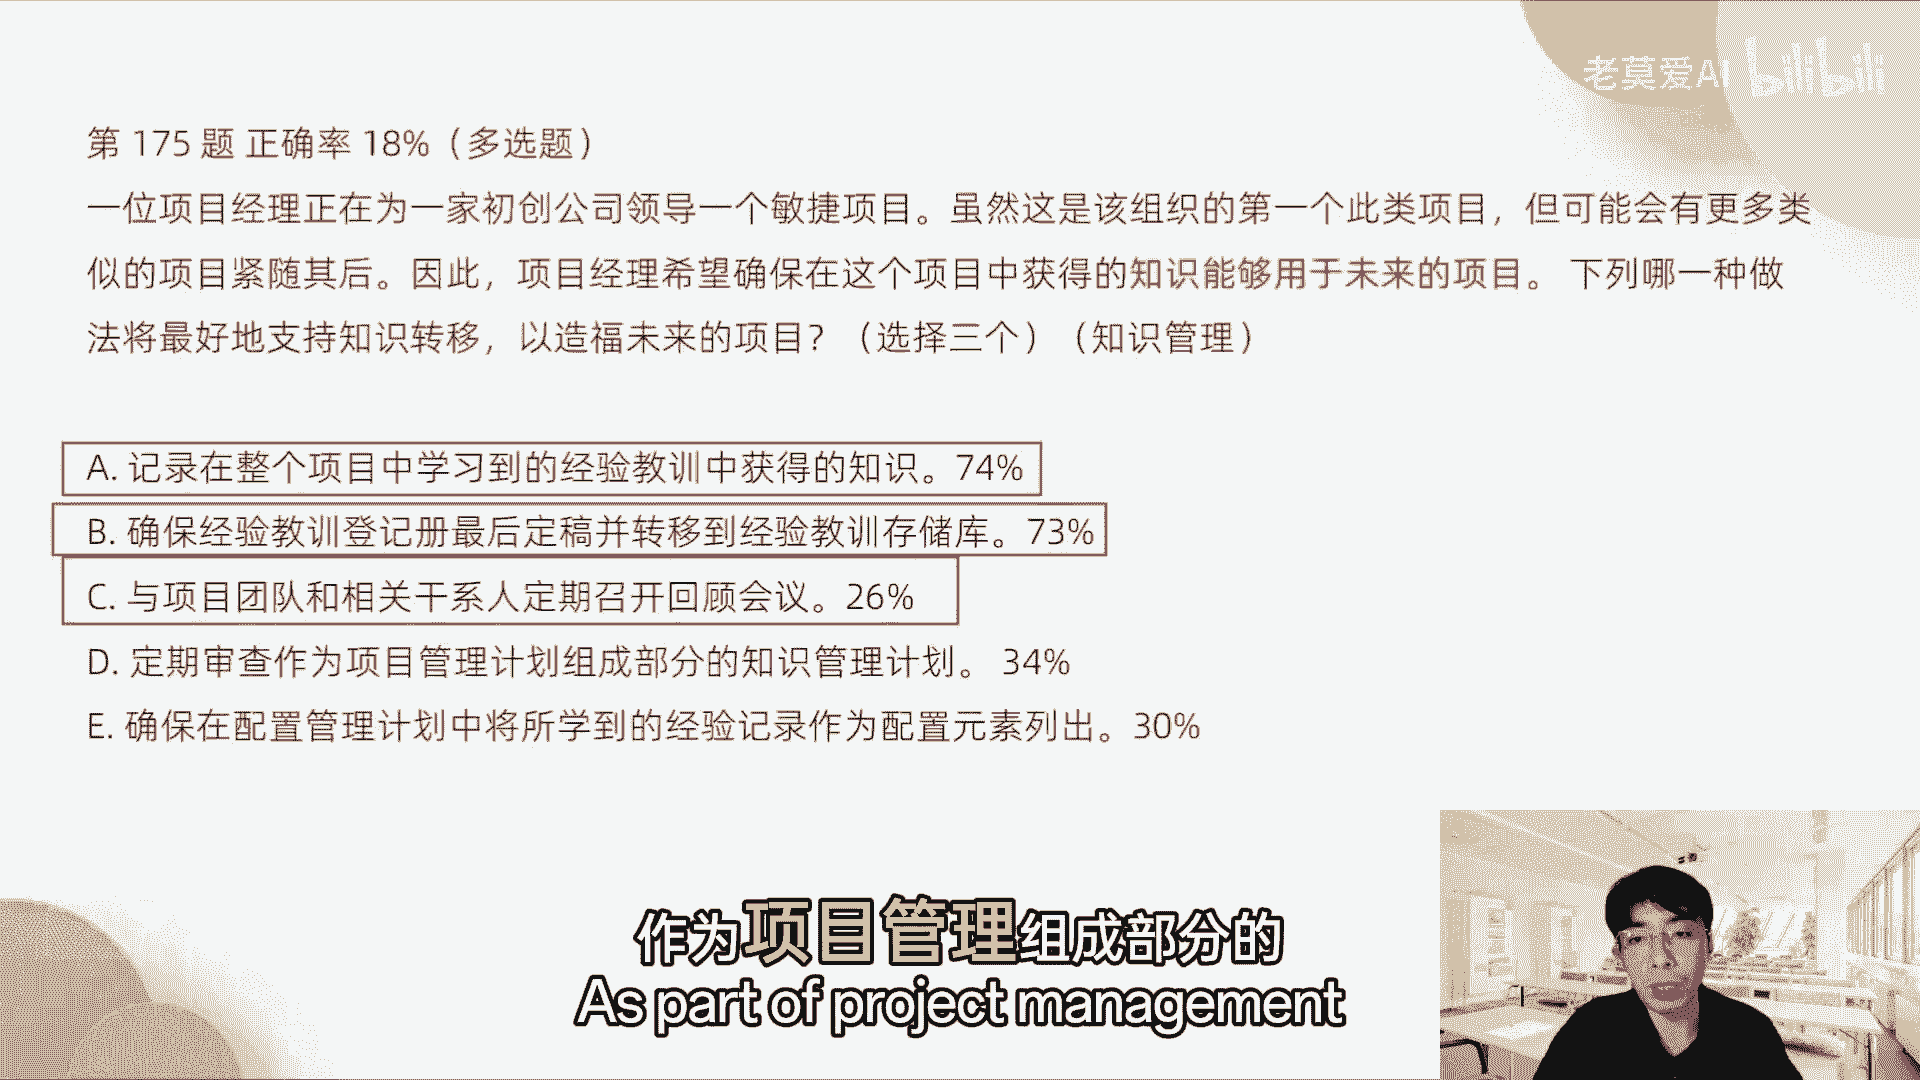 老莫爱AI bilibili
第 175 题 正确率 18%（多选题）
一位项目经理正在为一家初创公司领导一个敏捷项目。虽然这是该组织的第一个此类项目，但可能会有更多类
似的项目紧随其后。因此，项目经理希望确保在这个项目中获得的知识能够用于未来的项目。 下列哪一种做
法将最好地支持知识转移，以造福未来的项目？（选择三个）（知识管理）
A. 记录在整个项目中学习到的经验教训中获得的知识。74%
B. 确保经验教训登记册最后定稿并转移到经验教训存储库。73%
C. 与项目团队和相关干系人定期召开回顾会议。26%
D. 定期审查作为项目管理计划组成部分的知识管理计划。 34%
E. 确保在配置管理计划中将所学到的经验记录作为配置元素列出。30%
作为项目管理组成部分的
As part of project management